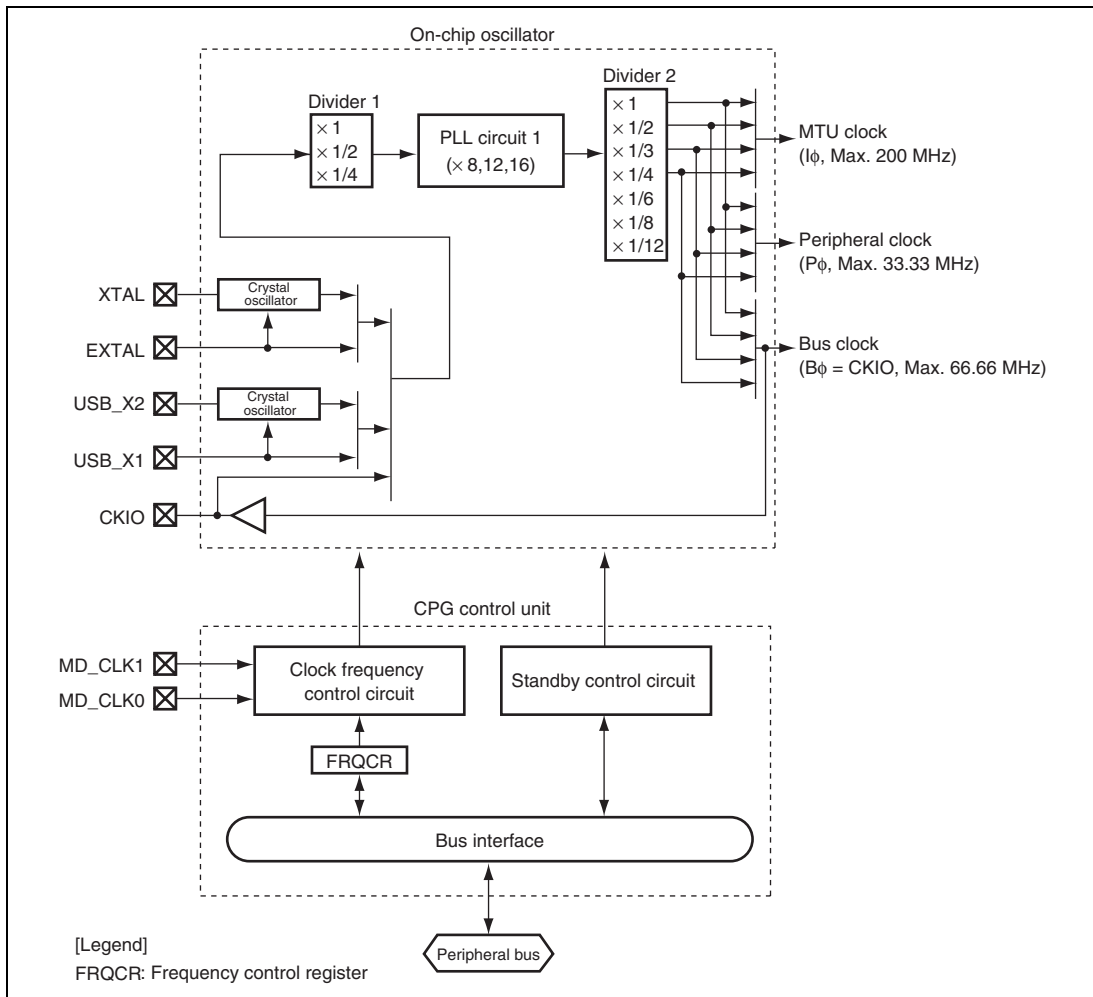 On-chip oscillator
Divider 1
× 1
× 1/2
× 1/4
PLL circuit 1
(× 8,12,16)
Divider 2
× 1
× 1/2
× 1/3
× 1/4
× 1/6
× 1/8
× 1/12
MTU clock
(Iϕ, Max. 200 MHz)
Peripheral clock
(Pϕ, Max. 33.33 MHz)
Bus clock
(Bϕ = CKIO, Max. 66.66 MHz)
XTAL
Crystal
oscillator
EXTAL
USB_X2
Crystal
oscillator
USB_X1
CKIO
CPG control unit
MD_CLK1
MD_CLK0
Clock frequency
control circuit
Standby control circuit
FRQCR
Bus interface
Peripheral bus
[Legend]
FRQCR: Frequency control register